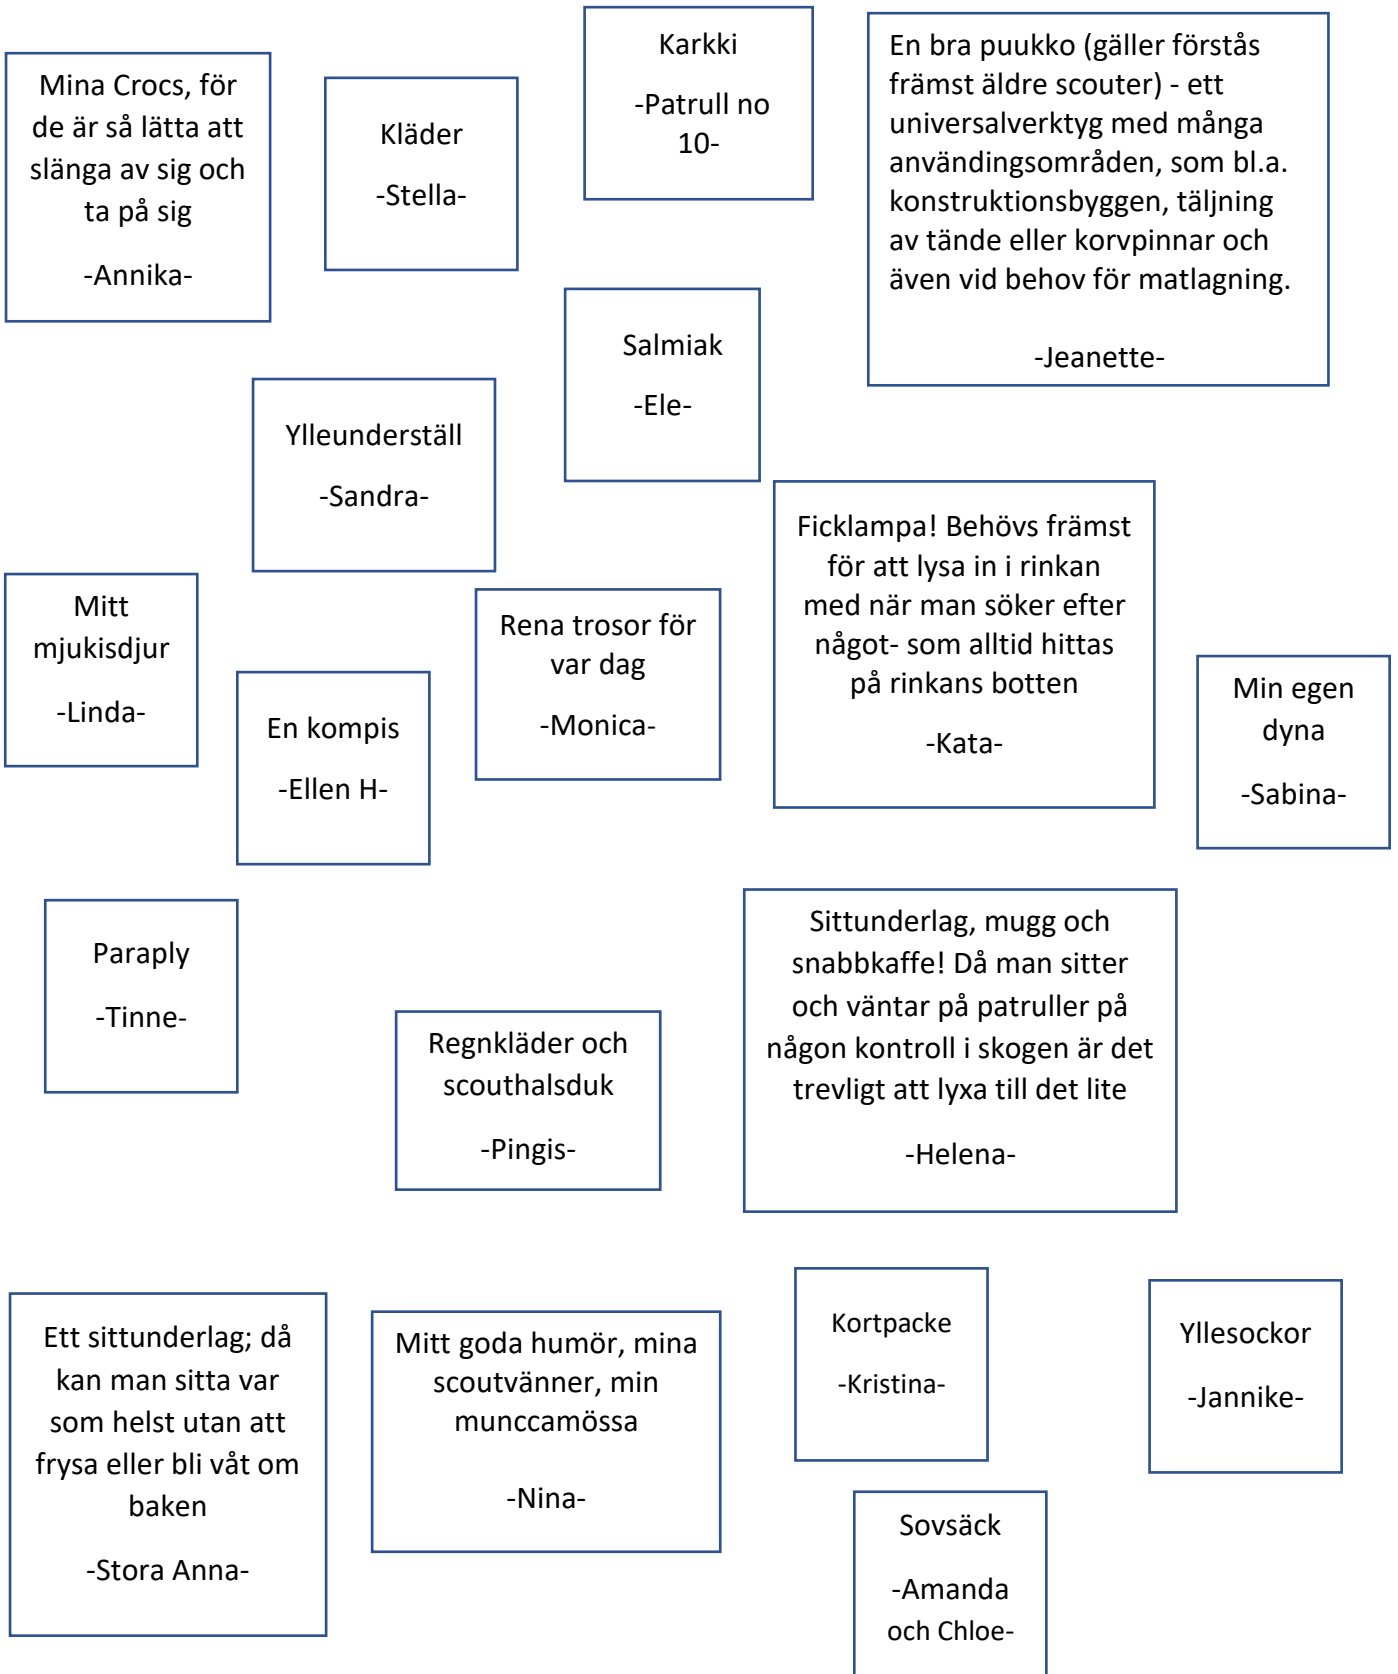 Mina Crocs, för
de är så lätta att
slänga av sig och
ta på sig
-Annika-
Kläder
-Stella-
Karkki
-Patrull no
10-
En bra puukko (gäller förstås
främst äldre scouter) - ett
universalverktyg med många
användingsområden, som bl.a.
konstruktionsbyggen, täljning
av tände eller korvpinnar och
även vid behov för matlagning.
-Jeanette-
Salmiak
-Ele-
Ylleunderställ
-Sandra-
Ficklampa! Behövs främst
för att lysa in i rinkan
med när man söker efter
något- som alltid hittas
på rinkans botten
-Kata-
Mitt
mjukisdjur
-Linda-
Rena trosor för
var dag
-Monica-
En kompis
-Ellen H-
Min egen
dyna
-Sabina-
Paraply
-Tinne-
Sittunderlag, mugg och
snabbkaffe! Då man sitter
och väntar på patruller på
någon kontroll i skogen är det
trevligt att lyxa till det lite
-Helena-
Regnkläder och
scouthalsduk
-Pingis-
Ett sittunderlag; då
kan man sitta var
som helst utan att
frysa eller bli våt om
baken
-Stora Anna-
Mitt goda humör, mina
scoutvänner, min
munccamössa
-Nina-
Kortpacke
-Kristina-
Yllesockor
-Jannike-
Sovsäck
-Amanda
och Chloe-